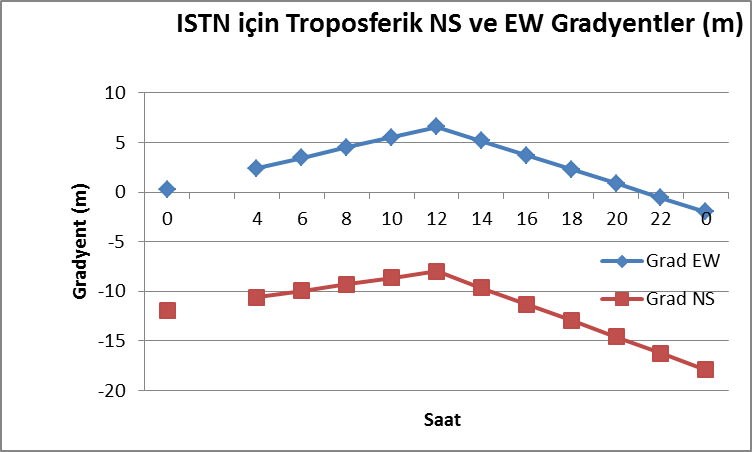 ISTN için Troposferik NS ve EW Gradyentler (m)
10
5
0
-5
-10
-15
-20
Gradyent (m)
0 4 6 8 10 12 14 16 18 20 22 0
Grad EW
Grad NS
Saat